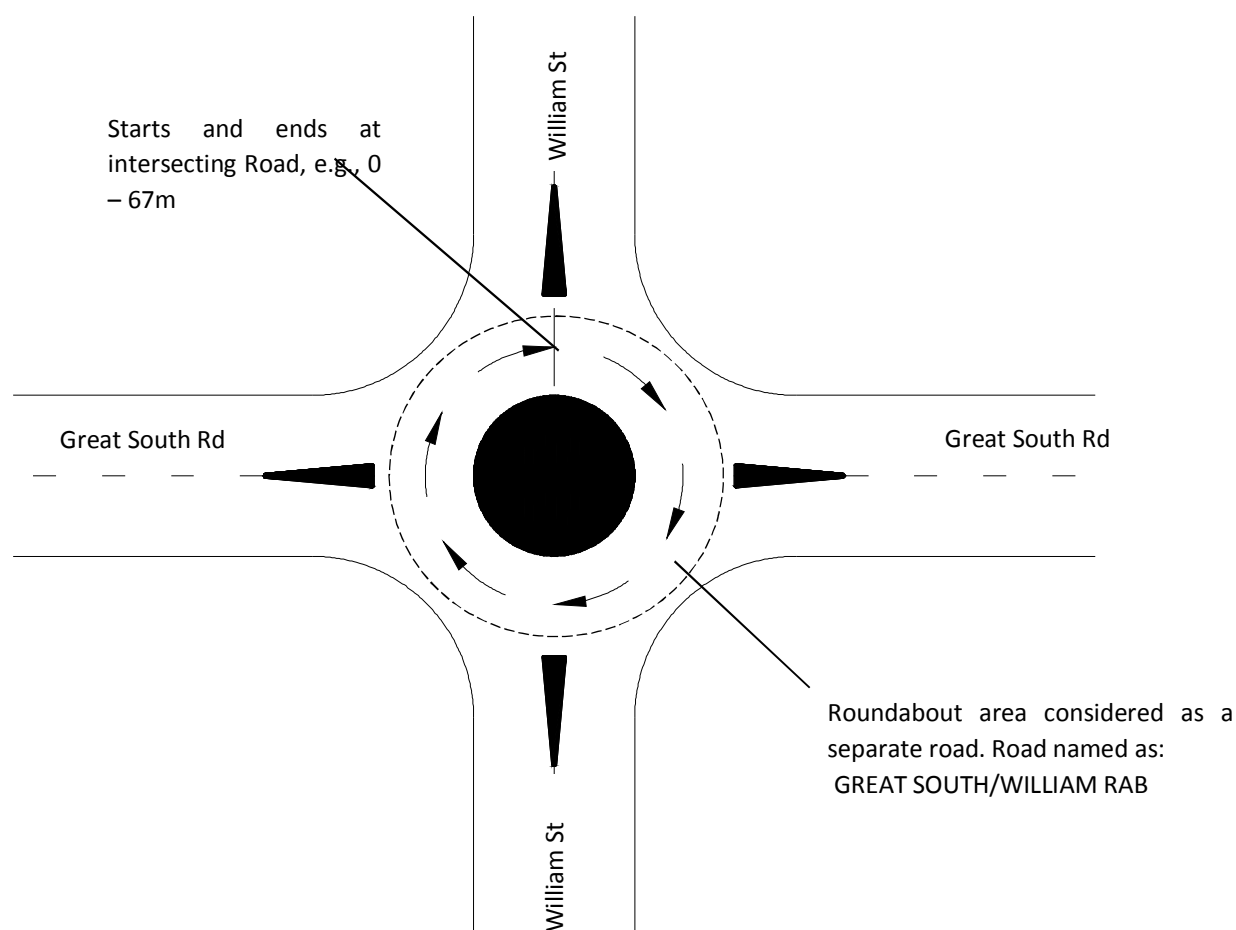 William St
Starts and ends at
intersecting Road, e.g., 0
– 67m
Great South Rd
Great South Rd
Roundabout area considered as a
separate road. Road named as:
GREAT SOUTH/WILLIAM RAB
William St